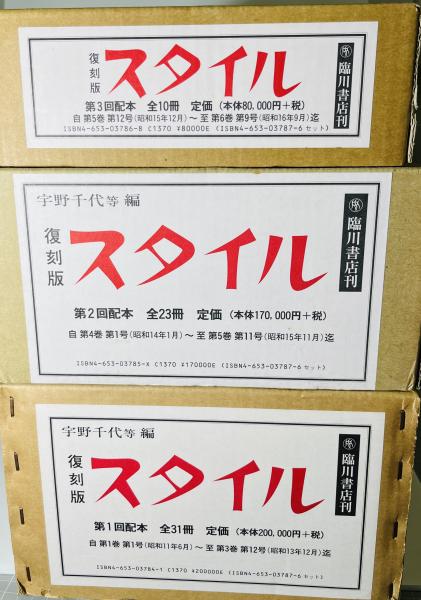 復刻版
スタイル
臨川書店刊
第3回配本 全10冊 定価（本体80,000円＋税）
自 第5巻 第12号（昭和15年12月）～ 至 第6巻 第9号（昭和16年9月）迄
ISBN4-653-03786-8 C1370 ¥80000E （ISBN4-653-03787-6 セット）
宇野千代等 編
復刻版
スタイル
臨川書店刊
第2回配本 全23冊 定価（本体170,000円＋税）
自 第4巻 第1号（昭和14年1月）～ 至 第5巻 第11号（昭和15年11月）迄
ISBN4-653-03785-X C1370 ¥170000E （ISBN4-653-03787-6 セット）
宇野千代等 編
復刻版
スタイル
臨川書店刊
第1回配本 全31冊 定価（本体200,000円＋税）
自 第1巻 第1号（昭和11年6月）～ 至 第3巻 第12号（昭和13年12月）迄
ISBN4-653-03784-1 C1370 ¥200000E （ISBN4-653-03787-6 セット）